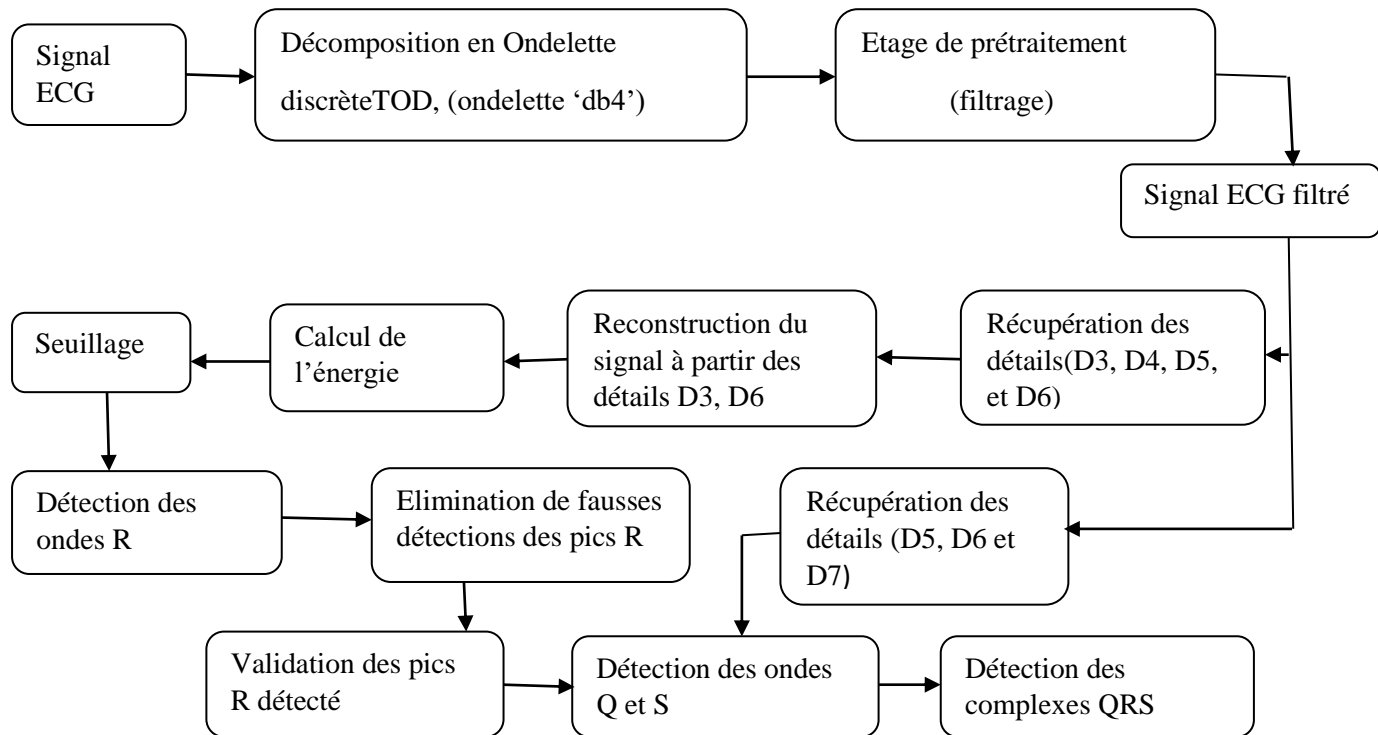 Signal
ECG
Décomposition en Ondelette
discrèteTOD, (ondelette ‘db4’)
Etage de prétraitement
(filtrage)
Signal ECG filtré
Récupération des
détails(D3, D4, D5,
et D6)
Reconstruction du
signal à partir des
détails D3, D6
Calcul de
l’énergie
Seuillage
Détection des
ondes R
Elimination de fausses
détections des pics R
Récupération des
détails (D5, D6 et
D7)
Validation des pics
R détecté
Détection des ondes
Q et S
Détection des
complexes QRS